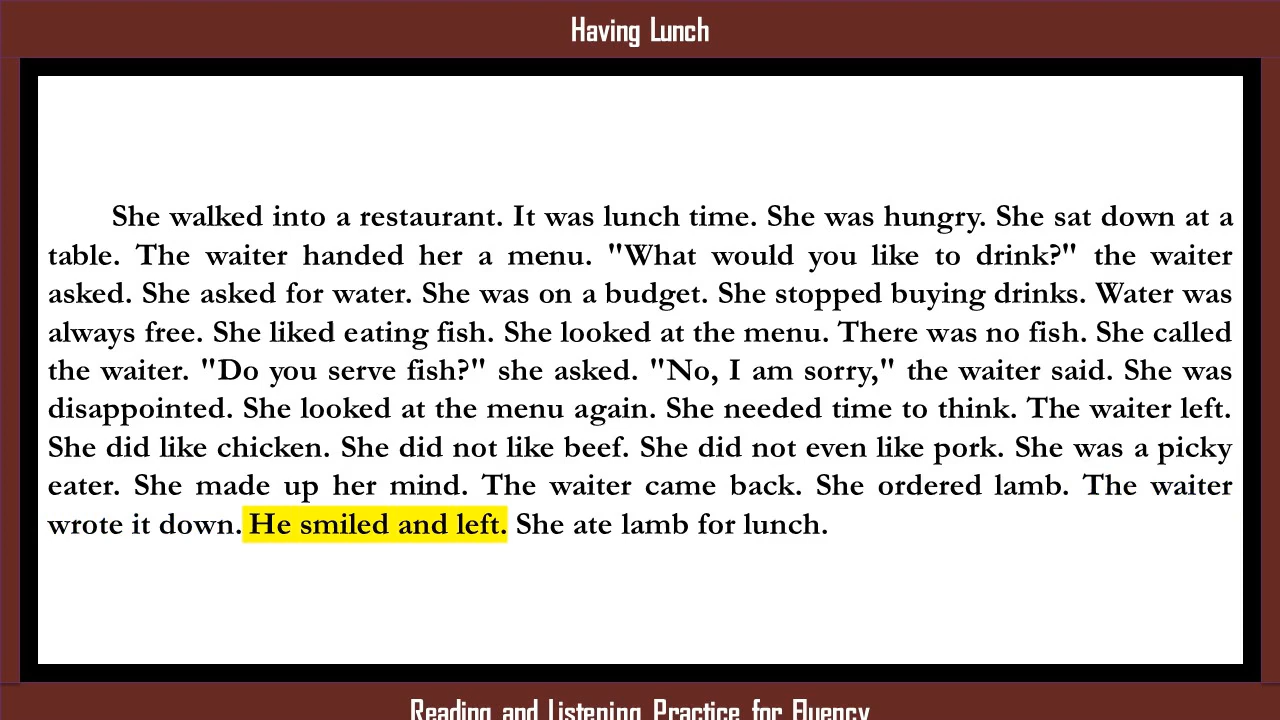 Having Lunch
She walked into a restaurant. It was lunch time. She was hungry. She sat down at a
table. The waiter handed her a menu. "What would you like to drink?" the waiter
asked. She asked for water. She was on a budget. She stopped buying drinks. Water was
always free. She liked eating fish. She looked at the menu. There was no fish. She called
the waiter. "Do you serve fish?" she asked. "No, I am sorry," the waiter said. She was
disappointed. She looked at the menu again. She needed time to think. The waiter left.
She did like chicken. She did not like beef. She did not even like pork. She was a picky
eater. She made up her mind. The waiter came back. She ordered lamb. The waiter
wrote it down. He smiled and left. She ate lamb for lunch.
Reading and Listening Practice for Fluency